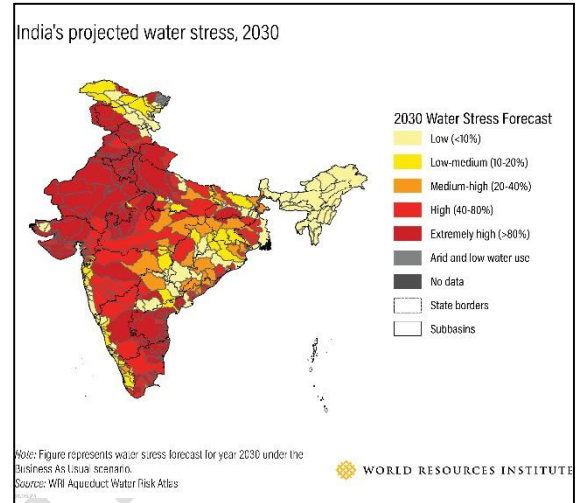 India's projected water stress, 2030
2030 Water Stress Forecast
Low (<10%)
Low-medium (10-20%)
Medium-high (20-40%)
High (40-80%)
Extremely high (>80%)
Arid and low water use
No data
State borders
Subbasins
Note: Figure represents water stress forecast for year 2030 under the
Business As Usual scenario.
Source: WRI Aqueduct Water Risk Atlas
WORLD RESOURCES INSTITUTE